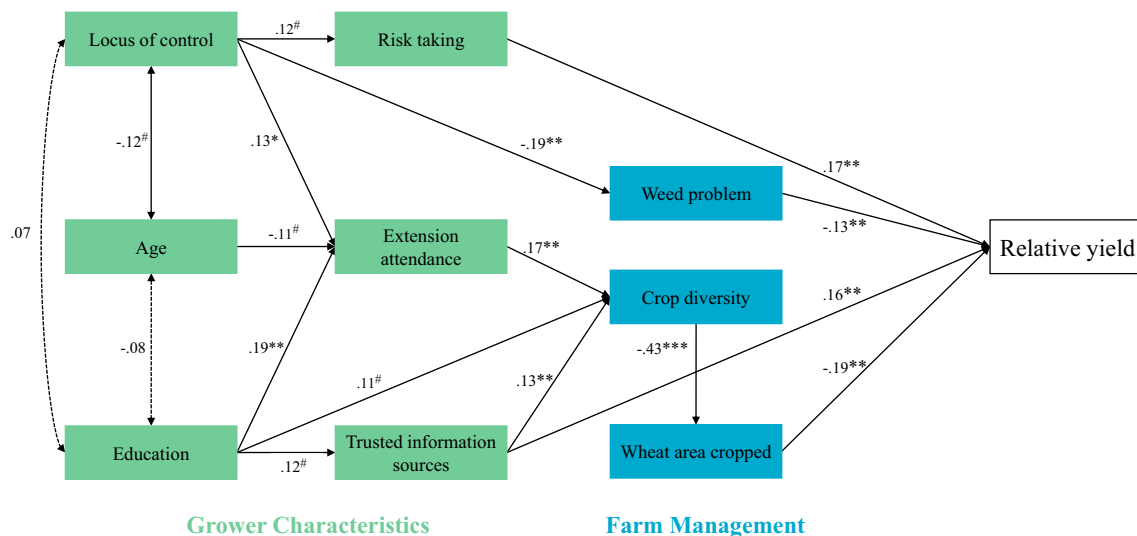 Locus of control
.12#
Risk taking
-.12#
.13*
-.19**
.17**
Weed problem
-.13**
.07
Age
-.11#
Extension
attendance
.17**
Relative yield
Crop diversity
.16**
-.08
.19**
.11#
.13**
-.43***
-.19**
Education
.12#
Trusted information
sources
Wheat area cropped
Grower Characteristics
Farm Management